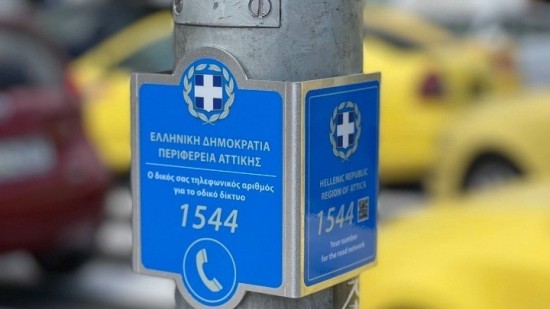 ΕΛΛΗΝΙΚΗ ΔΗΜΟΚΡΑΤΙΑ
ΠΕΡΙΦΕΡΕΙΑ ΑΤΤΙΚΗΣ
Ο δικός σας τηλεφωνικός αριθμός
για το οδικό δίκτυο
1544
HELLENIC REPUBLIC
REGION OF ATTICA
1544
Your number
for the road network